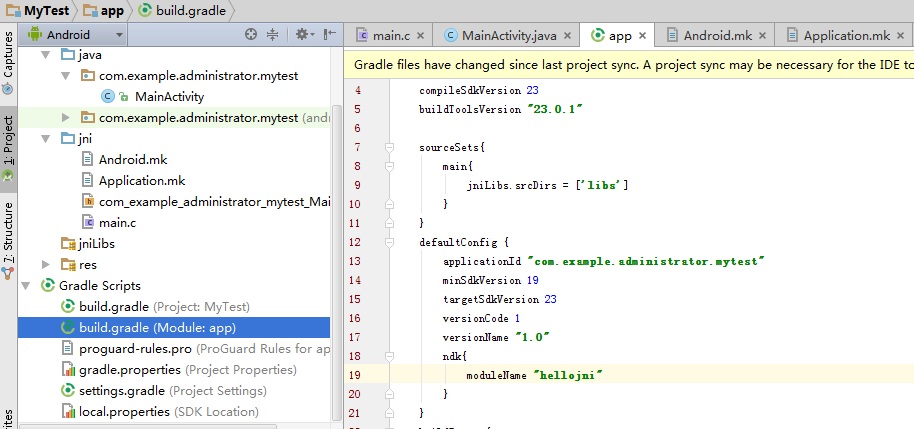 MyTest app build.gradle
Captures
1: Project
7: Structure
Android
java
com.example.administrator.mytest
MainActivity
com.example.administrator.mytest (andr
jni
Android.mk
Application.mk
com_example_administrator_mytest_Mai
main.c
jniLibs
res
Gradle Scripts
build.gradle (Project: MyTest)
build.gradle (Module: app)
proguard-rules.pro (ProGuard Rules for ap
gradle.properties (Project Properties)
settings.gradle (Project Settings)
local.properties (SDK Location)
main.c MainActivity.java app Android.mk Application.mk
Gradle files have changed since last project sync. A project sync may be necessary for the IDE to
4 compileSdkVersion 23
5 buildToolsVersion "23.0.1"
6
7 sourceSets{
8 main{
9 jniLibs.srcDirs = ['libs']
10 }
11 }
12 defaultConfig {
13 applicationId "com.example.administrator.mytest"
14 minSdkVersion 19
15 targetSdkVersion 23
16 versionCode 1
17 versionName "1.0"
18 ndk{
19 moduleName "hellojni"
20 }
21 }